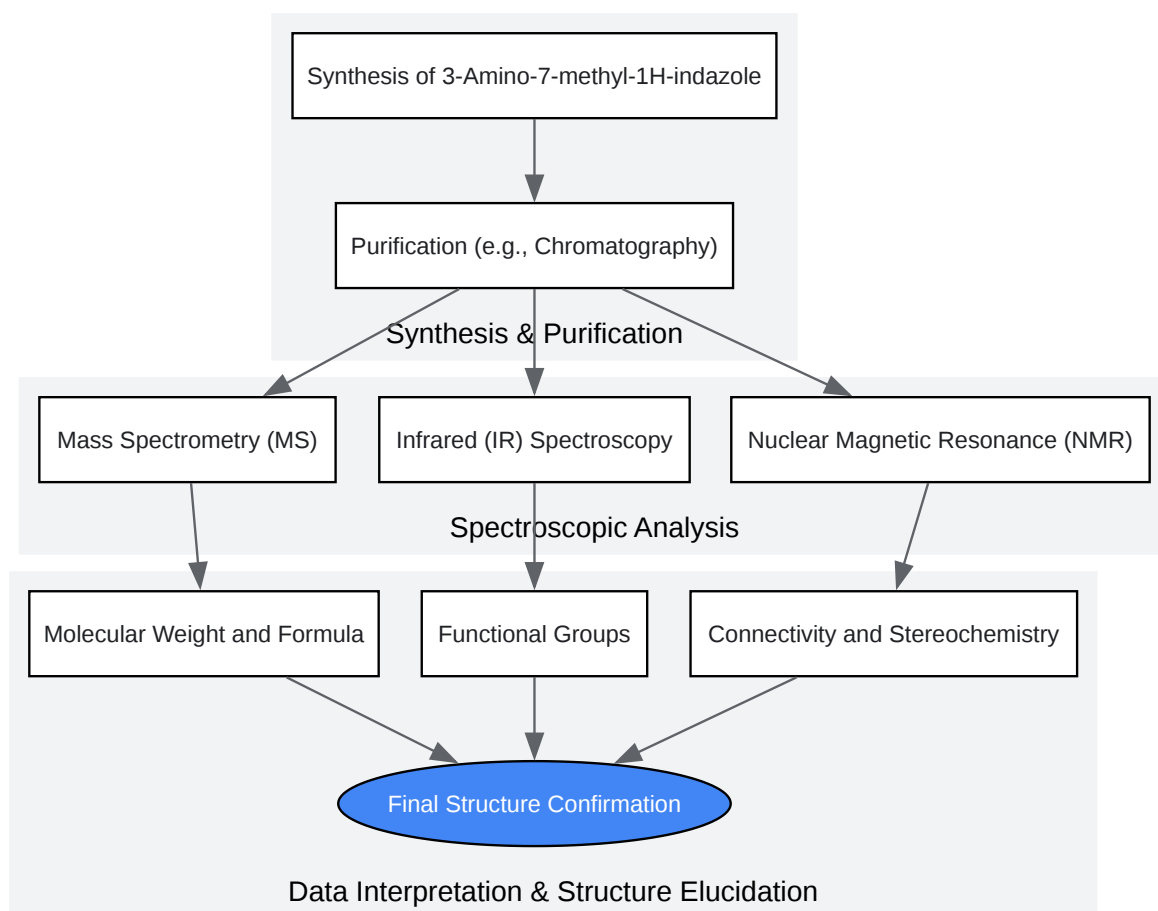 Synthesis of 3-Amino-7-methyl-1H-indazole
Purification (e.g., Chromatography)
Synthesis & Purification
Mass Spectrometry (MS)
Infrared (IR) Spectroscopy
Nuclear Magnetic Resonance (NMR)
Spectroscopic Analysis
Molecular Weight and Formula
Functional Groups
Connectivity and Stereochemistry
Final Structure Confirmation
Data Interpretation & Structure Elucidation